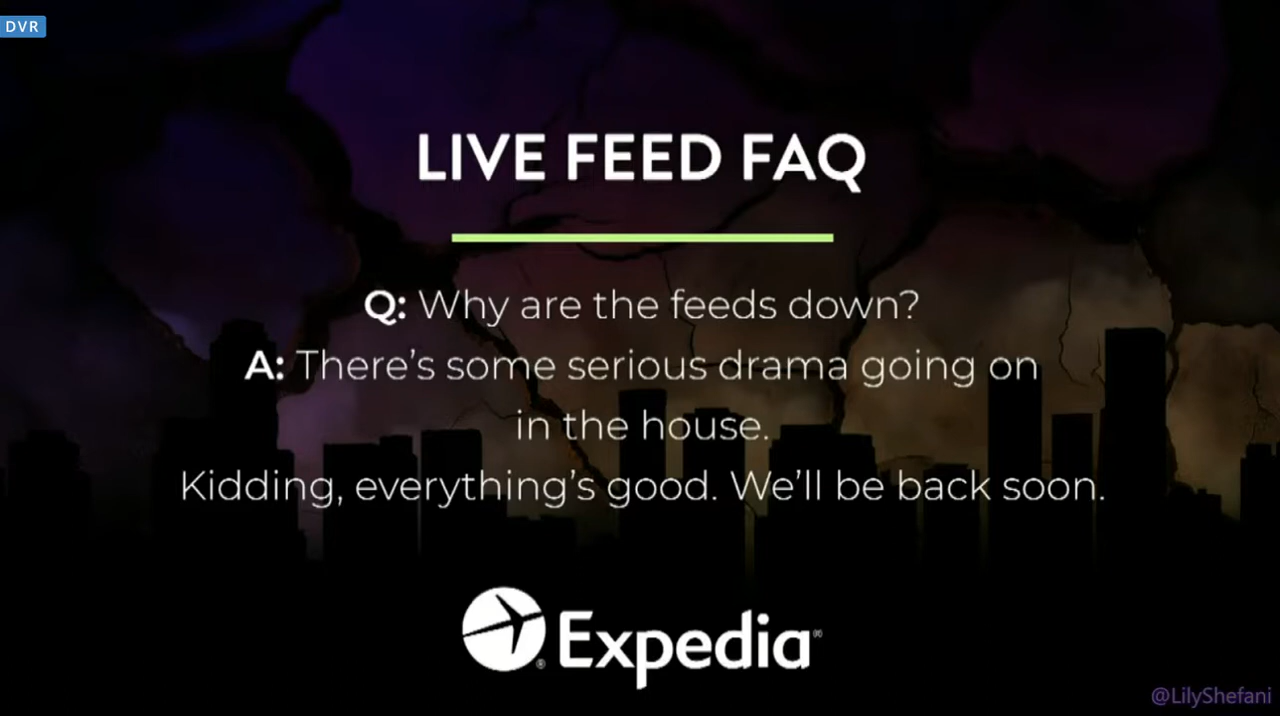 DVR
LIVE FEED FAQ
Q: Why are the feeds down?
A: There’s some serious drama going on
in the house.
Kidding, everything’s good. We’ll be back soon.
Expedia®
@LilyShefani